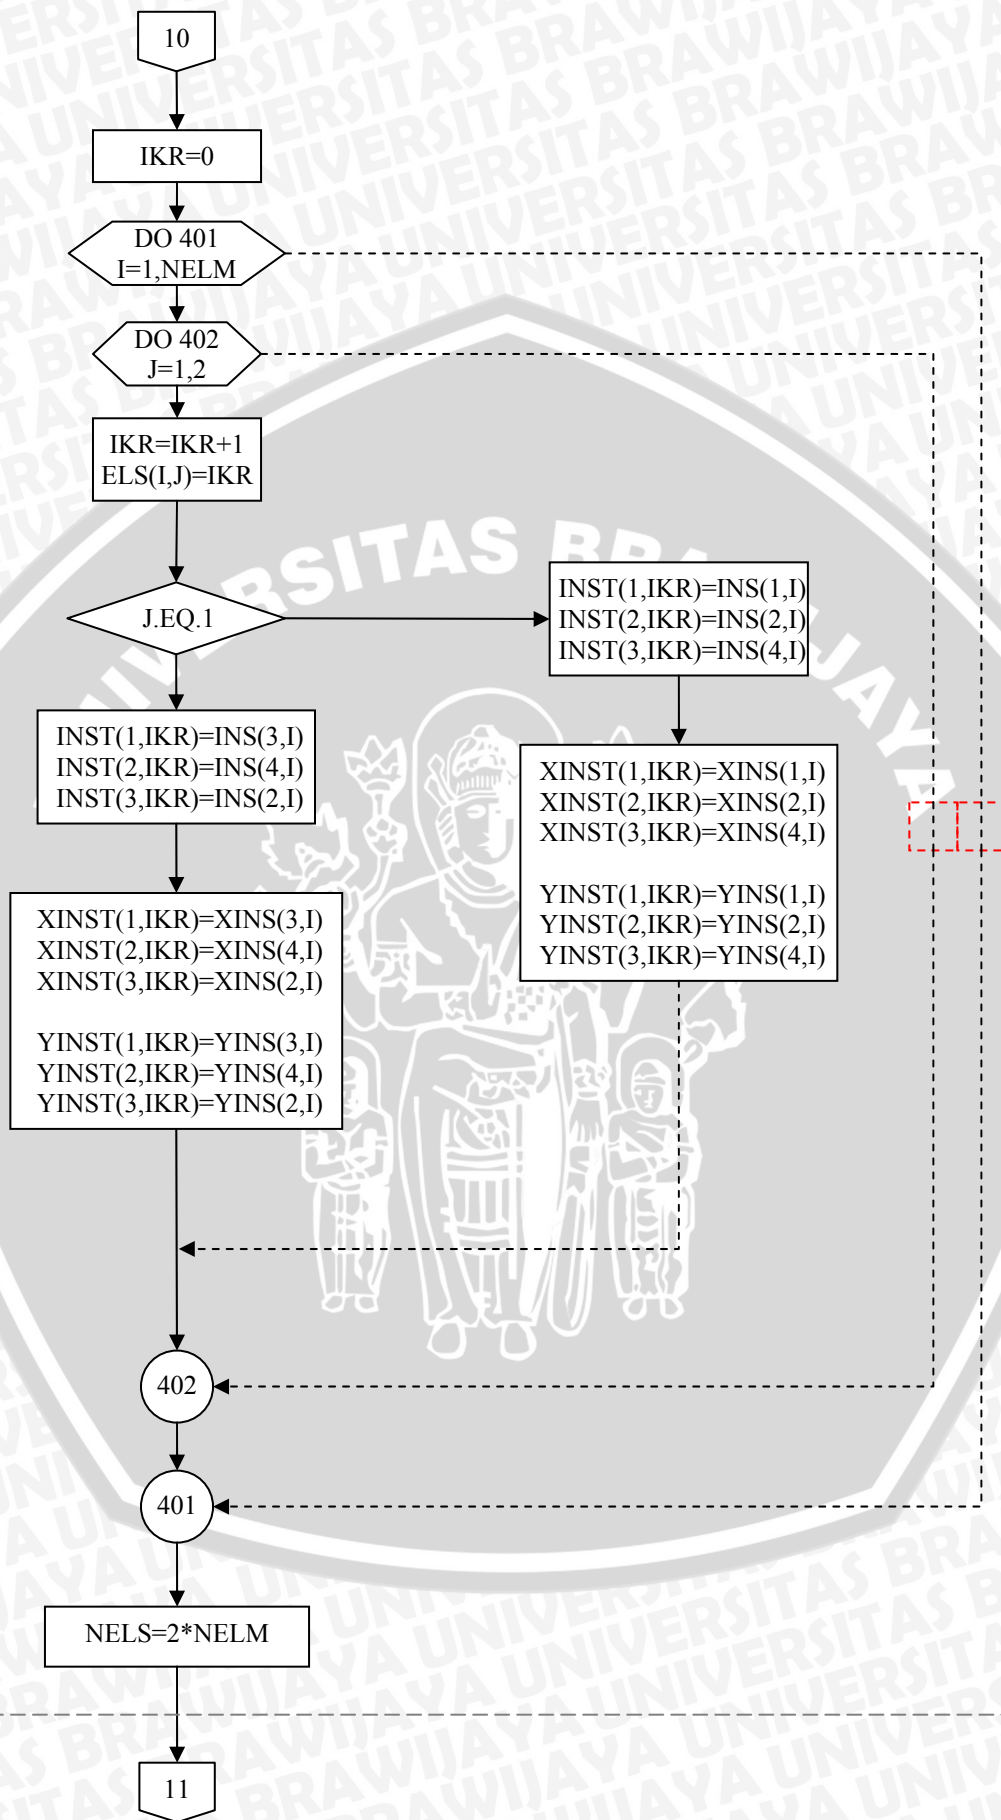 10
IKR=0
DO 401
I=1,NELM
DO 402
J=1,2
IKR=IKR+1
ELS(I,J)=IKR
J.EQ.1
INST(1,IKR)=INS(1,I)
INST(2,IKR)=INS(2,I)
INST(3,IKR)=INS(4,I)
INST(1,IKR)=INS(3,I)
INST(2,IKR)=INS(4,I)
INST(3,IKR)=INS(2,I)
XINST(1,IKR)=XINS(1,I)
XINST(2,IKR)=XINS(2,I)
XINST(3,IKR)=XINS(4,I)
YINST(1,IKR)=YINS(1,I)
YINST(2,IKR)=YINS(2,I)
YINST(3,IKR)=YINS(4,I)
XINST(1,IKR)=XINS(3,I)
XINST(2,IKR)=XINS(4,I)
XINST(3,IKR)=XINS(2,I)
YINST(1,IKR)=YINS(3,I)
YINST(2,IKR)=YINS(4,I)
YINST(3,IKR)=YINS(2,I)
402
401
NELS=2*NELM
11